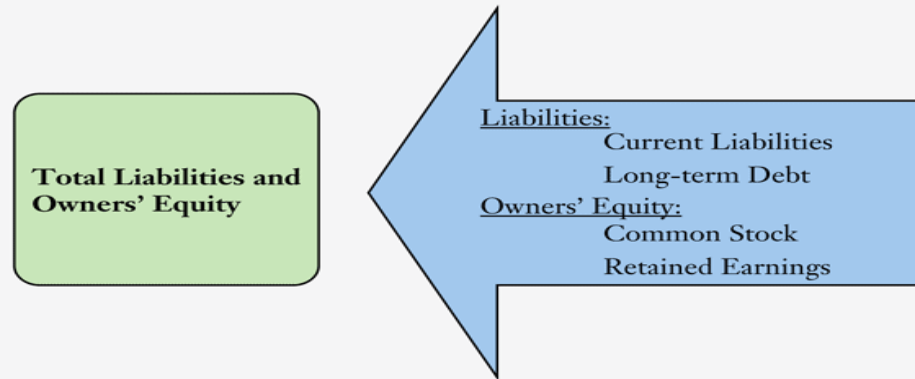 Total Liabilities and
Owners’ Equity
Liabilities:
Current Liabilities
Long-term Debt
Owners’ Equity:
Common Stock
Retained Earnings